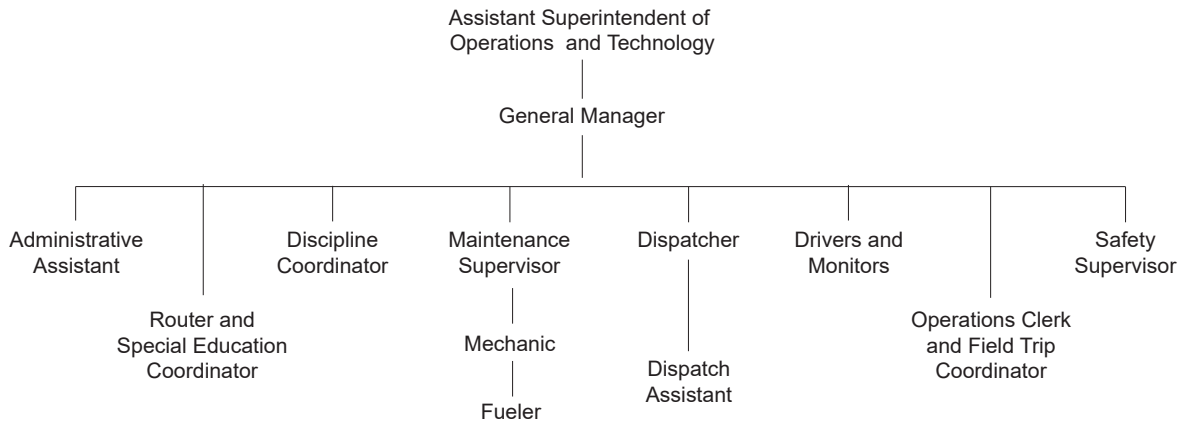 Assistant Superintendent of
Operations and Technology
General Manager
Administrative
Assistant
Router and
Special Education
Coordinator
Discipline
Coordinator
Maintenance
Supervisor
Mechanic
Fueler
Dispatcher
Dispatch
Assistant
Drivers and
Monitors
Operations Clerk
and Field Trip
Coordinator
Safety
Supervisor